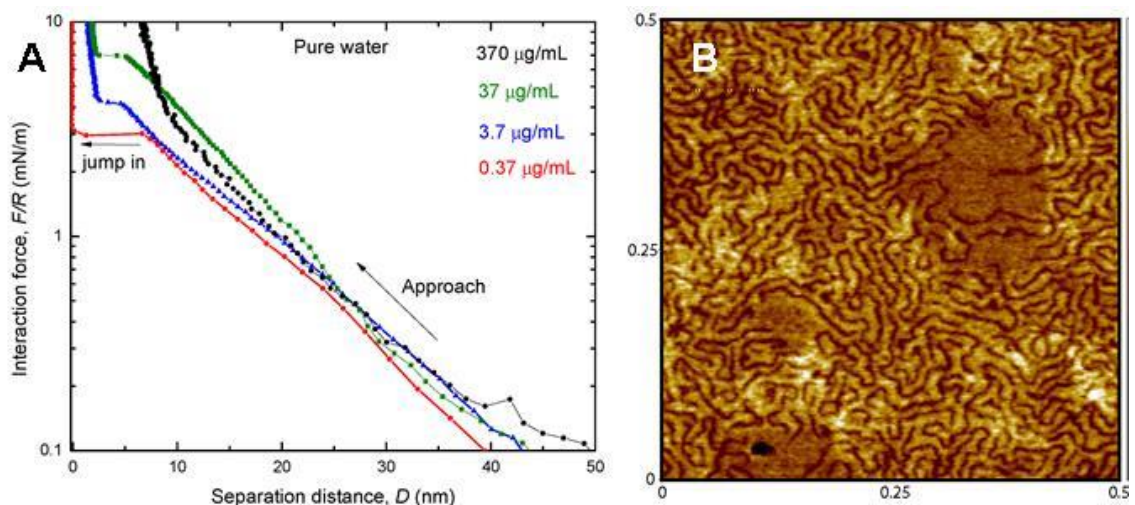 A
Pure water
370 µg/mL
37 µg/mL
3.7 µg/mL
0.37 µg/mL
jump in
Approach
Interaction force, F/R (mN/m)
10
1
0.1
0
10
20
30
40
50
Separation distance, D (nm)
B
0.5
0.25
0
0
0.25
0.5